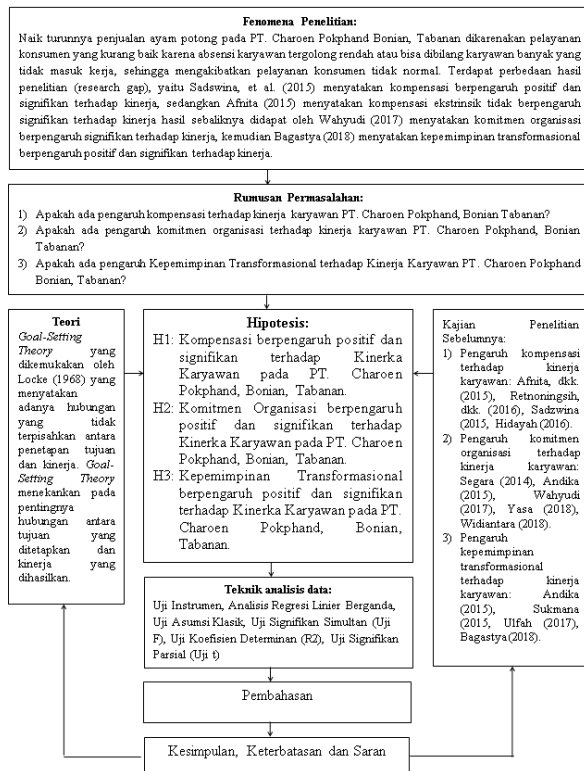 Fenomena Penelitian:
Naik turunnya penjualan ayam potong pada PT. Charoen Pokphand Bonian, Tabanan dikarenakan pelayanan
konsumen yang kurang baik karena absensi karyawan tergolong rendah atau bisa dibilang karyawan banyak yang
tidak masuk kerja, sehingga mengakibatkan pelayanan konsumen tidak normal. Terdapat perbedaan hasil
penelitian (research gap), yaitu Sadswina, et al. (2015) menyatakan kompensasi berpengaruh positif dan
signifikan terhadap kinerja, sedangkan Afnita (2015) menyatakan kompensasi ekstrinsik tidak berpengaruh
signifikan terhadap kinerja hasil sebaliknya didapat oleh Wahyudi (2017) menyatakan komitmen organisasi
berpengaruh signifikan terhadap kinerja, kemudian Bagastya (2018) menyatakan kepemimpinan transformasional
berpengaruh positif dan signifikan terhadap kinerja.
Rumusan Permasalahan:
1) Apakah ada pengaruh kompensasi terhadap kinerja karyawan PT. Charoen Pokphand, Bonian Tabanan?
2) Apakah ada pengaruh komitmen organisasi terhadap kinerja karyawan PT. Charoen Pokphand, Bonian
Tabanan?
3) Apakah ada pengaruh Kepemimpinan Transformasional terhadap Kinerja Karyawan PT. Charoen Pokphand
Bonian, Tabanan?
Teori
Goal-Setting
Theory yang
dikemukakan oleh
Locke (1968) yang
menyatakan
adanya hubungan
yang tidak
terpisahkan antara
penetapan tujuan
dan kinerja. Goal-
Setting Theory
menekankan pada
pentingnya
hubungan antara
tujuan yang
ditetapkan dan
kinerja yang
dihasilkan.
Hipotesis:
H1: Kompensasi berpengaruh positif dan
signifikan terhadap Kinerka
Karyawan pada PT. Charoen
Pokphand, Bonian, Tabanan.
H2: Komitmen Organisasi berpengaruh
positif dan signifikan terhadap
Kinerka Karyawan pada PT. Charoen
Pokphand, Bonian, Tabanan.
H3: Kepemimpinan Transformasional
berpengaruh positif dan signifikan
terhadap Kinerka Karyawan pada PT.
Charoen Pokphand, Bonian,
Tabanan.
Kajian Penelitian
Sebelumnya:
1) Pengaruh kompensasi
terhadap kinerja
karyawan: Afnita, dkk.
(2015), Retnoningsih,
dkk. (2016), Sadzwina
(2015, Hidayah (2016).
2) Pengaruh komitmen
organisasi terhadap
kinerja karyawan:
Segara (2014), Andika
(2015), Wahyudi
(2017), Yasa (2018),
Widiantara (2018).
3) Pengaruh
kepemimpinan
transformasional
terhadap kinerja
karyawan: Andika
(2015), Sukmana
(2015, Ulfah (2017),
Bagastya (2018).
Teknik analisis data:
Uji Instrumen, Analisis Regresi Linier Berganda,
Uji Asumsi Klasik, Uji Signifikan Simultan (Uji
F), Uji Koefisien Determinan (R2), Uji Signifikan
Parsial (Uji t)
Pembahasan
Kesimpulan, Keterbatasan dan Saran